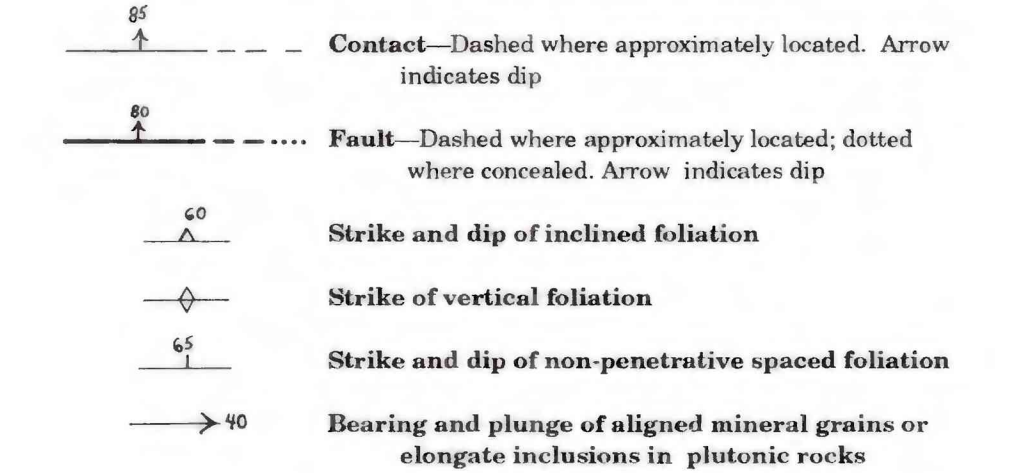 85
Contact—Dashed where approximately located. Arrow
indicates dip
80
Fault—Dashed where approximately located; dotted
where concealed. Arrow indicates dip
60
Strike and dip of inclined foliation
Strike of vertical foliation
65
Strike and dip of non-penetrative spaced foliation
40
Bearing and plunge of aligned mineral grains or
elongate inclusions in plutonic rocks